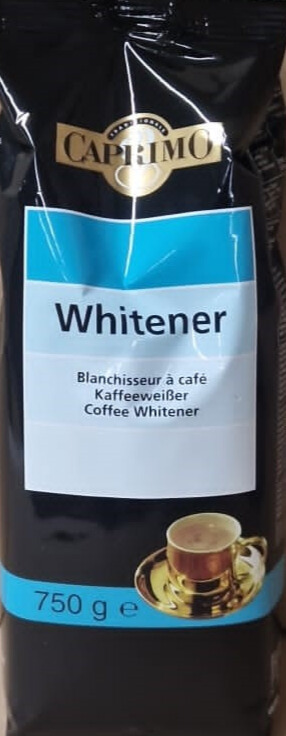 CAPRIMO
Whitener
Blanchisseur à café
Kaffeeweißer
Coffee Whitener
750 g e